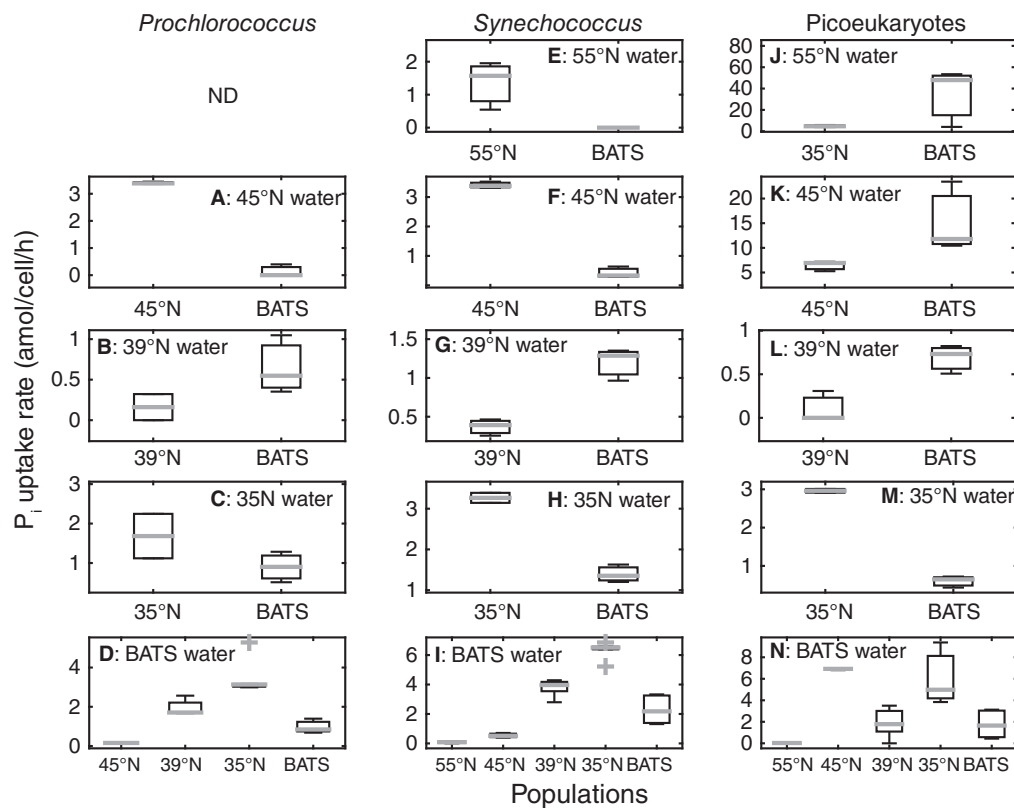 Prochlorococcus
Synechococcus
Picoeukaryotes
P_i uptake rate (amol/cell/h)
ND
E: 55°N water
2
1
0
55°N BATS
J: 55°N water
80
60
40
20
0
35°N BATS
A: 45°N water
3
2
1
0
45°N BATS
F: 45°N water
3
2
1
45°N BATS
K: 45°N water
20
15
10
5
45°N BATS
B: 39°N water
1
0.5
0
39°N BATS
G: 39°N water
1.5
1
0.5
39°N BATS
L: 39°N water
1
0.5
0
39°N BATS
C: 35N water
3
2
1
35°N BATS
H: 35N water
3
2
1
35°N BATS
M: 35°N water
3
2
1
35°N BATS
D: BATS water
4
2
0
45°N 39°N 35°N BATS
I: BATS water
6
4
2
0
55°N 45°N 39°N 35°N BATS
N: BATS water
8
6
4
2
0
55°N 45°N 39°N 35°N BATS
Populations